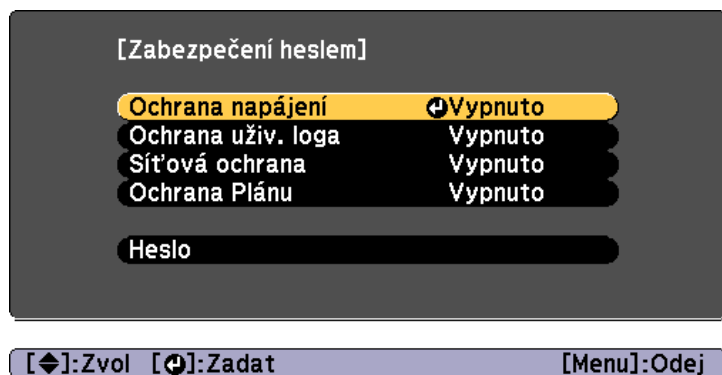 [Zabezpečení heslem]
Ochrana napájení Vypnuto
Ochrana uživ. loga Vypnuto
Síťová ochrana Vypnuto
Ochrana Plánu Vypnuto
Heslo
[◆]:Zvol [↵]:Zadat [Menu]:Odej